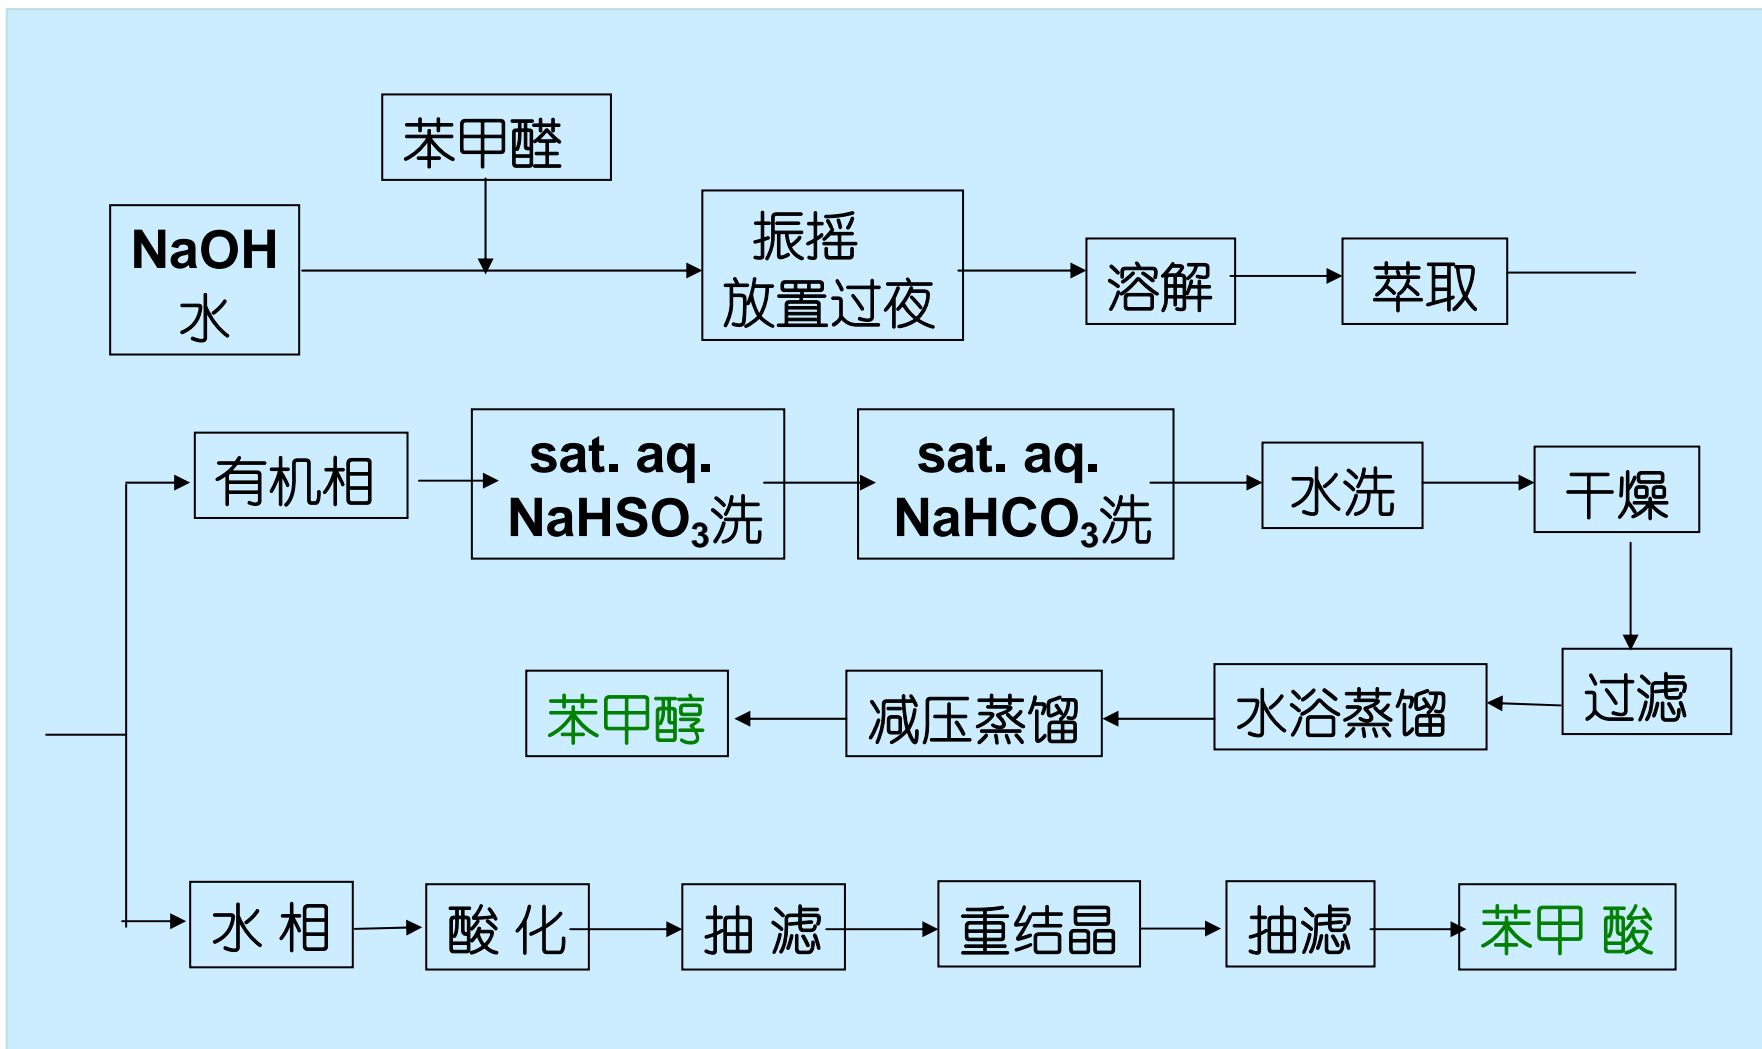 苯甲醛
NaOH
水
振摇
放置过夜
溶解
萃取
有机相
sat. aq.
NaHSO₃洗
sat. aq.
NaHCO₃洗
水洗
干燥
过滤
水浴蒸馏
减压蒸馏
苯甲醇
水 相
酸 化
抽 滤
重结晶
抽滤
苯甲 酸